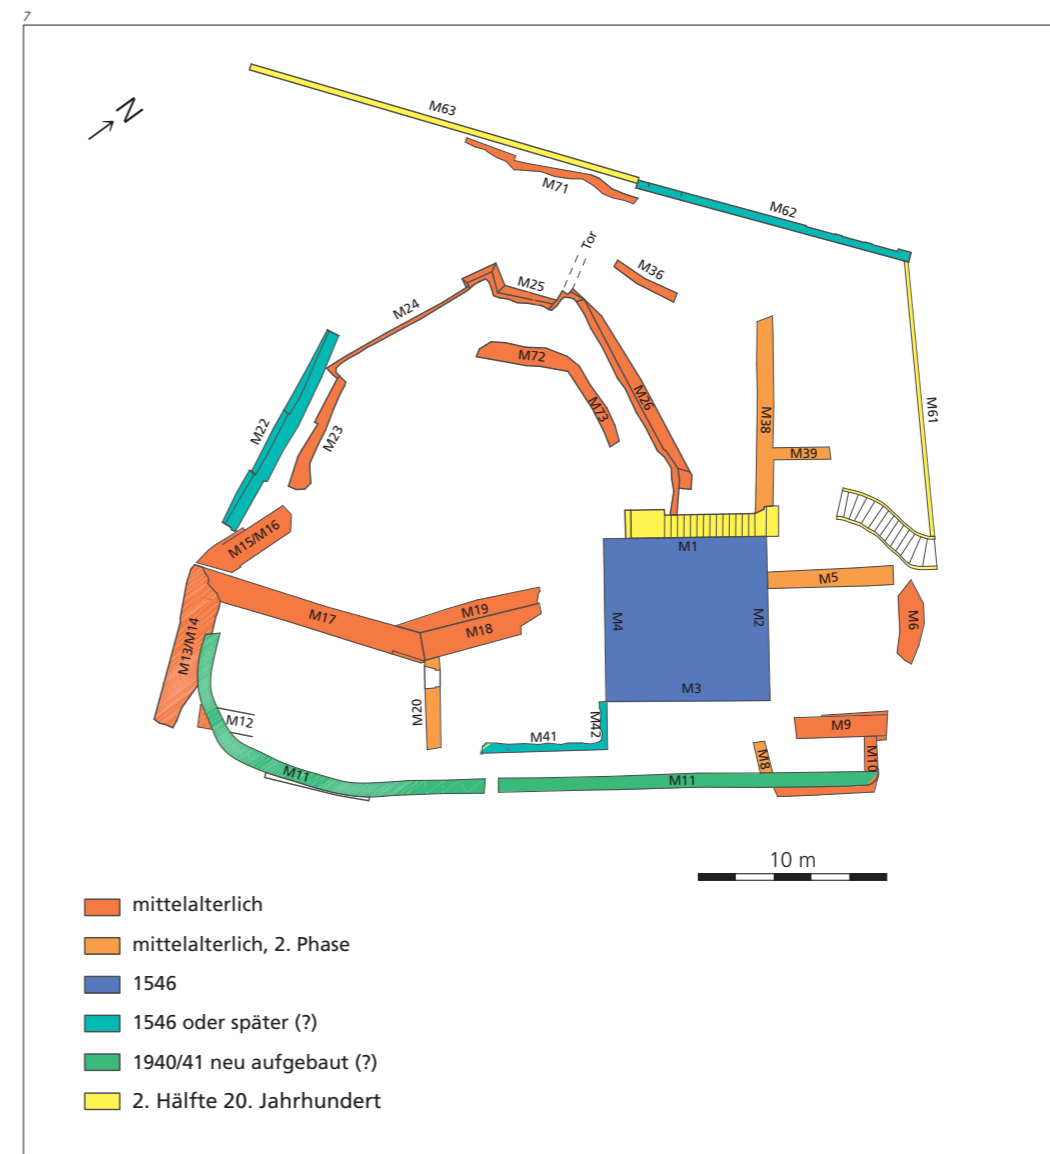 7
N
M63
M71
M62
Tor
M36
M25
M24
M72
M26
M73
M38
M61
M22
M23
M39
M15/M16
M1
M5
M17
M19
M4
M2
M6
M18
M13/M14
M3
M20
M12
M42
M9
M41
M8
M10
M11
M11
10 m
mittelalterlich
mittelalterlich, 2. Phase
1546
1546 oder später (?)
1940/41 neu aufgebaut (?)
2. Hälfte 20. Jahrhundert